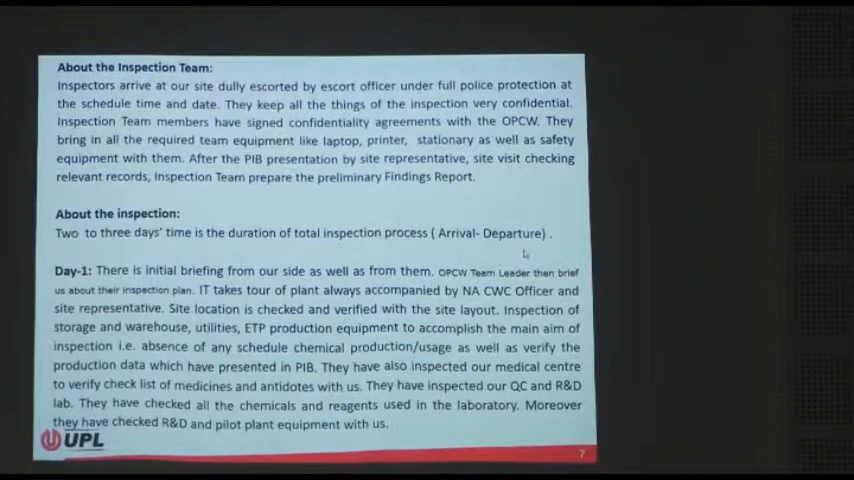 About the Inspection Team:
Inspectors arrive at our site dully escorted by escort officer under full police protection at
the schedule time and date. They keep all the things of the inspection very confidential.
Inspection Team members have signed confidentiality agreements with the OPCW. They
bring in all the required team equipment like laptop, printer, stationary as well as safety
equipment with them. After the PIB presentation by site representative, site visit checking
relevant records, Inspection Team prepare the preliminary Findings Report.
About the inspection:
Two to three days' time is the duration of total inspection process ( Arrival- Departure) .
Day-1: There is initial briefing from our side as well as from them. OPCW Team Leader then brief
us about their inspection plan. IT takes tour of plant always accompanied by NA CWC Officer and
site representative. Site location is checked and verified with the site layout. Inspection of
storage and warehouse, utilities, ETP production equipment to accomplish the main aim of
inspection i.e. absence of any schedule chemical production/usage as well as verify the
production data which have presented in PIB. They have also inspected our medical centre
to verify check list of medicines and antidotes with us. They have inspected our QC and R&D
lab. They have checked all the chemicals and reagents used in the laboratory. Moreover
they have checked R&D and pilot plant equipment with us.
UPL
7